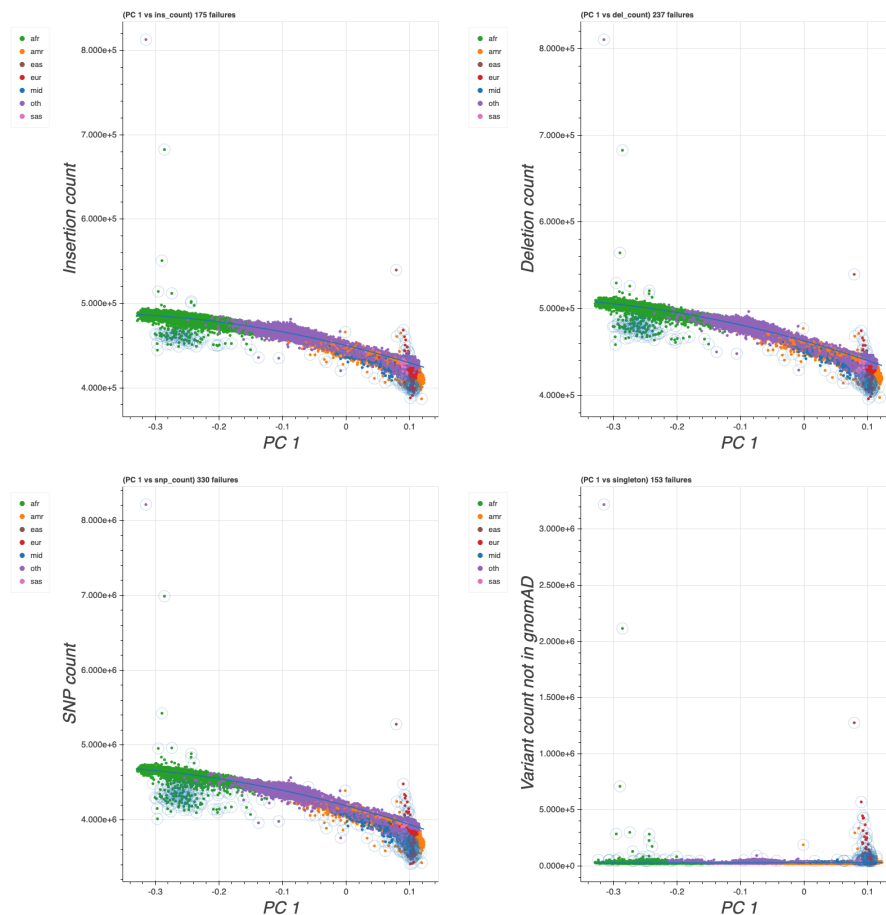 (PC 1 vs ins_count) 175 failures
afr
amr
eas
eur
mid
oth
sas
8.000e+5
7.000e+5
6.000e+5
5.000e+5
4.000e+5
Insertion count
-0.3
-0.2
-0.1
0
0.1
PC 1
(PC 1 vs del_count) 237 failures
afr
amr
eas
eur
mid
oth
sas
8.000e+5
7.000e+5
6.000e+5
5.000e+5
4.000e+5
Deletion count
-0.3
-0.2
-0.1
0
0.1
PC 1
(PC 1 vs snp_count) 330 failures
afr
amr
eas
eur
mid
oth
sas
8.000e+6
7.000e+6
6.000e+6
5.000e+6
4.000e+6
SNP count
-0.3
-0.2
-0.1
0
0.1
PC 1
(PC 1 vs singleton) 153 failures
afr
amr
eas
eur
mid
oth
sas
3.000e+6
2.500e+6
2.000e+6
1.500e+6
1.000e+6
5.000e+5
0.000e+0
Variant count not in gnomAD
-0.3
-0.2
-0.1
0
0.1
PC 1